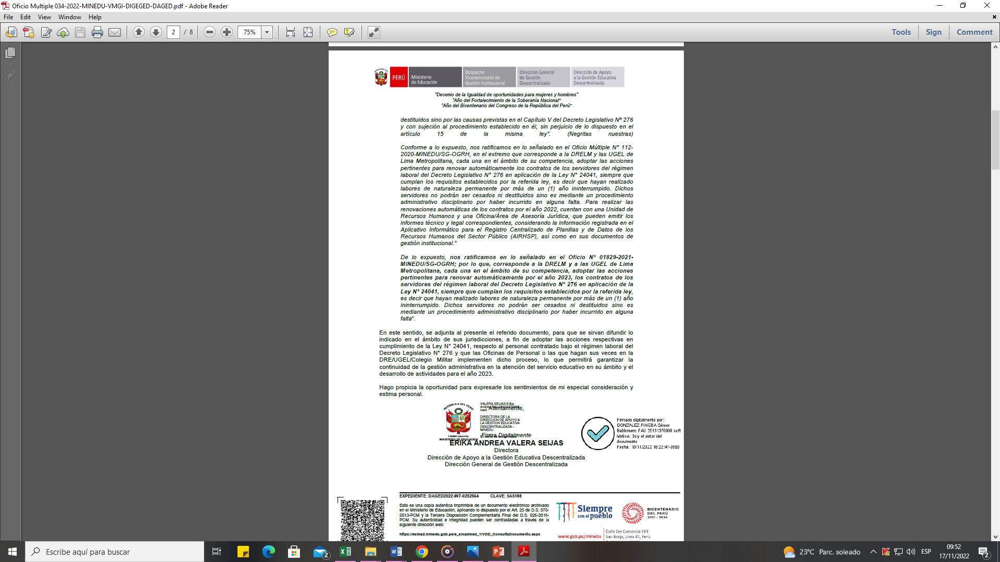 Oficio Multiple 034-2022-MINEDU-VMGI-DIGEGED-DAGED.pdf - Adobe Reader
File Edit View Window Help
2 / 8 75% Tools Sign Comment
PERÚ
Ministerio
de Educación
Despacho
Viceministerial de
Gestión Institucional
Dirección General
de Gestión
Descentralizada
Dirección de Apoyo
a la Gestión Educativa
Descentralizada
"Decenio de la Igualdad de oportunidades para mujeres y hombres"
"Año del Fortalecimiento de la Soberanía Nacional"
"Año del Bicentenario del Congreso de la República del Perú"
destituidos sino por las causas previstas en el Capítulo V del Decreto Legislativo Nº 276
y con sujeción al procedimiento establecido en él, sin perjuicio de lo dispuesto en el
artículo 15 de la misma ley”. (Negritas nuestras)
Conforme a lo expuesto, nos ratificamos en lo señalado en el Oficio Múltiple N° 112-
2020-MINEDU/SG-OGRH, en el extremo que corresponde a la DRELM y las UGEL de
Lima Metropolitana, cada una en el ámbito de su competencia, adoptar las acciones
pertinentes para renovar automáticamente los contratos de los servidores del régimen
laboral del Decreto Legislativo N° 276 en aplicación de la Ley N° 24041, siempre que
cumplan los requisitos establecidos por la referida ley, es decir que hayan realizado
labores de naturaleza permanente por más de un (1) año ininterrumpido. Dichos
servidores no podrán ser cesados ni destituidos sino es mediante un procedimiento
administrativo disciplinario por haber incurrido en alguna falta. Para realizar las
renovaciones automáticas de los contratos por el año 2022, cuentan con una Unidad de
Recursos Humanos y una Oficina/Área de Asesoría Jurídica, que pueden emitir los
informes técnico y legal correspondientes, considerando la información registrada en el
Aplicativo Informático para el Registro Centralizado de Planillas y de Datos de los
Recursos Humanos del Sector Público (AIRHSP), así como en sus documentos de
gestión institucional.”
De lo expuesto, nos ratificamos en lo señalado en el Oficio N° 01829-2021-
MINEDU/SG-OGRH; por lo que, corresponde a la DRELM y a las UGEL de Lima
Metropolitana, cada una en el ámbito de su competencia, adoptar las acciones
pertinentes para renovar automáticamente por el año 2023, los contratos de los
servidores del régimen laboral del Decreto Legislativo N° 276 en aplicación de la
Ley N° 24041, siempre que cumplan los requisitos establecidos por la referida ley,
es decir que hayan realizado labores de naturaleza permanente por más de un (1) año
ininterrumpido. Dichos servidores no podrán ser cesados ni destituidos sino es
mediante un procedimiento administrativo disciplinario por haber incurrido en alguna
falta”.
En este sentido, se adjunta al presente el referido documento, para que se sirvan difundir lo
indicado en el ámbito de sus jurisdicciones, a fin de adoptar las acciones respectivas en
cumplimiento de la Ley N° 24041, respecto al personal contratado bajo el régimen laboral del
Decreto Legislativo N° 276 y que las Oficinas de Personal o las que hagan sus veces en la
DRE/UGEL/Colegio Militar implementen dicho proceso, lo que permitirá garantizar la
continuidad de la gestión administrativa en la atención del servicio educativo en su ámbito y el
desarrollo de actividades para el año 2023.
Hago propicia la oportunidad para expresarle los sentimientos de mi especial consideración y
estima personal.
REPÚBLICA DEL PERÚ
FIRMA DIGITAL
MINISTERIO DE EDUCACIÓN
VALERA SEIJAS Erika
Atentamente,
hard
DIRECTORA DE LA
DIRECCION DE APOYO A
LA GESTION EDUCATIVA
DESCENTRALIZADA -
MINEDU
Firma Digitalmente
ERIKA ANDREA VALERA SEIJAS
Directora
Dirección de Apoyo a la Gestión Educativa Descentralizada
Dirección General de Gestión Descentralizada
Firmado digitalmente por:
GONZALEZ PINEDA Gilmer
Baldomero FAU 20131370998 soft
Motivo: Soy el autor del
documento
Fecha: 10/11/2022 18:22:47-0500
EXPEDIENTE: DAGED2022-INT-0252564 CLAVE: 5A5188
Esto es una copia autentica imprimible de un documento electrónico archivado
en el Ministerio de Educación, aplicando lo dispuesto por el Art. 25 de D.S. 070-
2013-PCM y la Tercera Disposición Complementaria Final del D.S. 026-2016-
PCM. Su autenticidad e integridad pueden ser contrastadas a través de la
siguiente dirección web:
https://esinad.minedu.gob.pe/e_sinadmed_1/VDD_ConsultaDocumento.aspx
Siempre
con el pueblo
BICENTENARIO
DEL PERÚ
2021 - 2024
www.gob.pe/minedu
Calle Del Comercio 193
San Borja, Lima 41, Perú
Escribe aquí para buscar
2
23°C Parc. soleado
ESP
09:52
17/11/2022
2